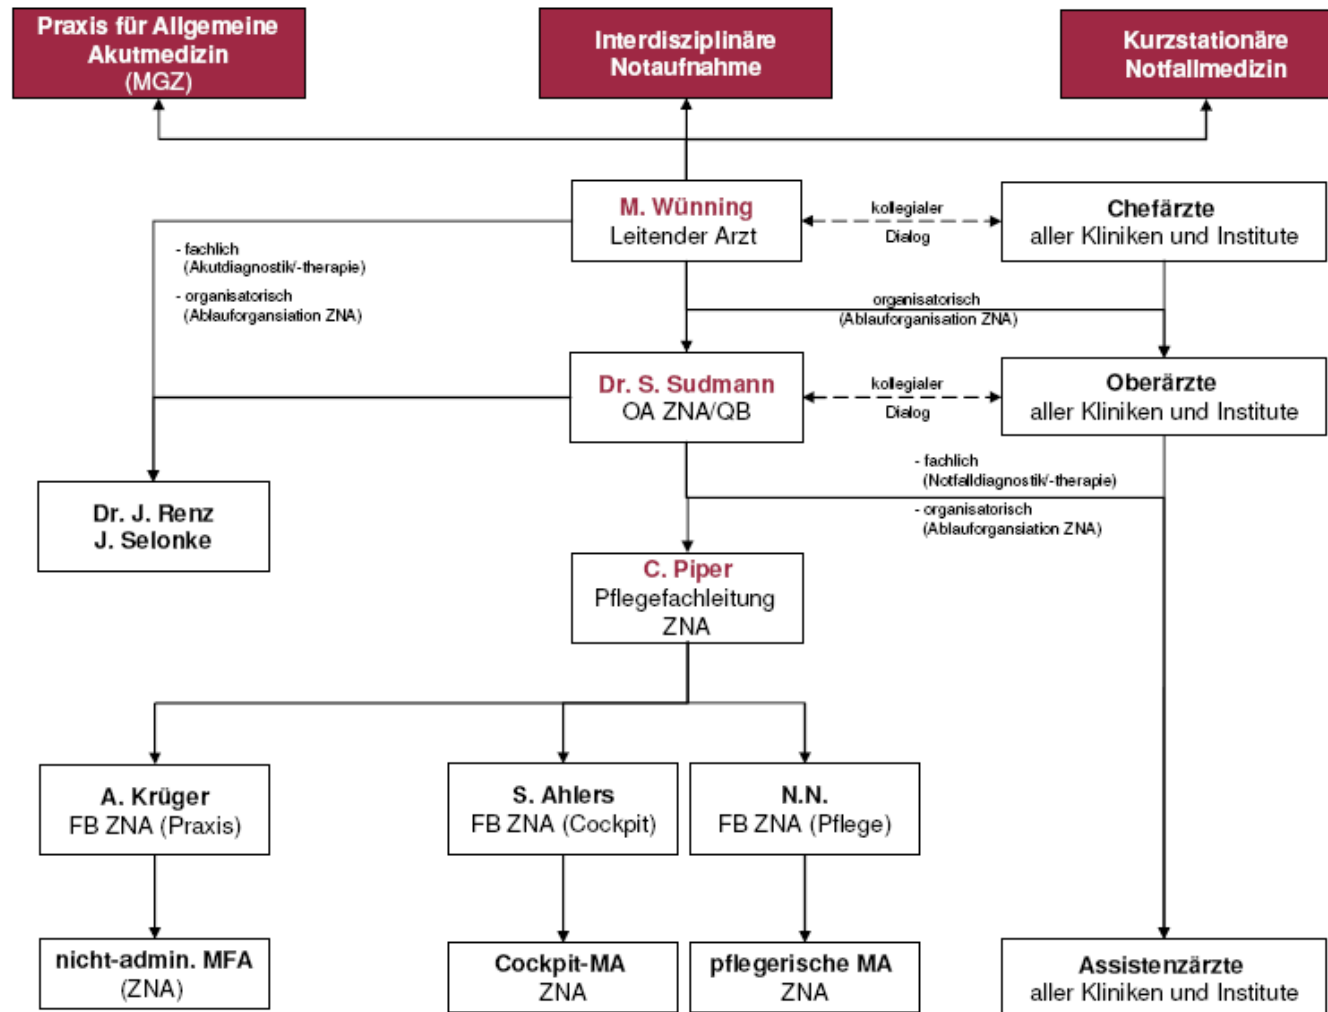 Praxis für Allgemeine
Akutmedizin
(MGZ)
Interdisziplinäre
Notaufnahme
Kurzstationäre
Notfallmedizin
M. Wünning
Leitender Arzt
kollegialer
Dialog
Chefärzte
aller Kliniken und Institute
- fachlich
(Akutdiagnostik/-therapie)
- organisatorisch
(Ablauforgansiation ZNA)
organisatorisch
(Ablauforganisation ZNA)
Dr. S. Sudmann
OA ZNA/QB
kollegialer
Dialog
Oberärzte
aller Kliniken und Institute
- fachlich
(Notfalldiagnostik/-therapie)
- organisatorisch
(Ablauforgansiation ZNA)
Dr. J. Renz
J. Selonke
C. Piper
Pflegefachleitung
ZNA
A. Krüger
FB ZNA (Praxis)
S. Ahlers
FB ZNA (Cockpit)
N.N.
FB ZNA (Pflege)
nicht-admin. MFA
(ZNA)
Cockpit-MA
ZNA
pflegerische MA
ZNA
Assistenzärzte
aller Kliniken und Institute